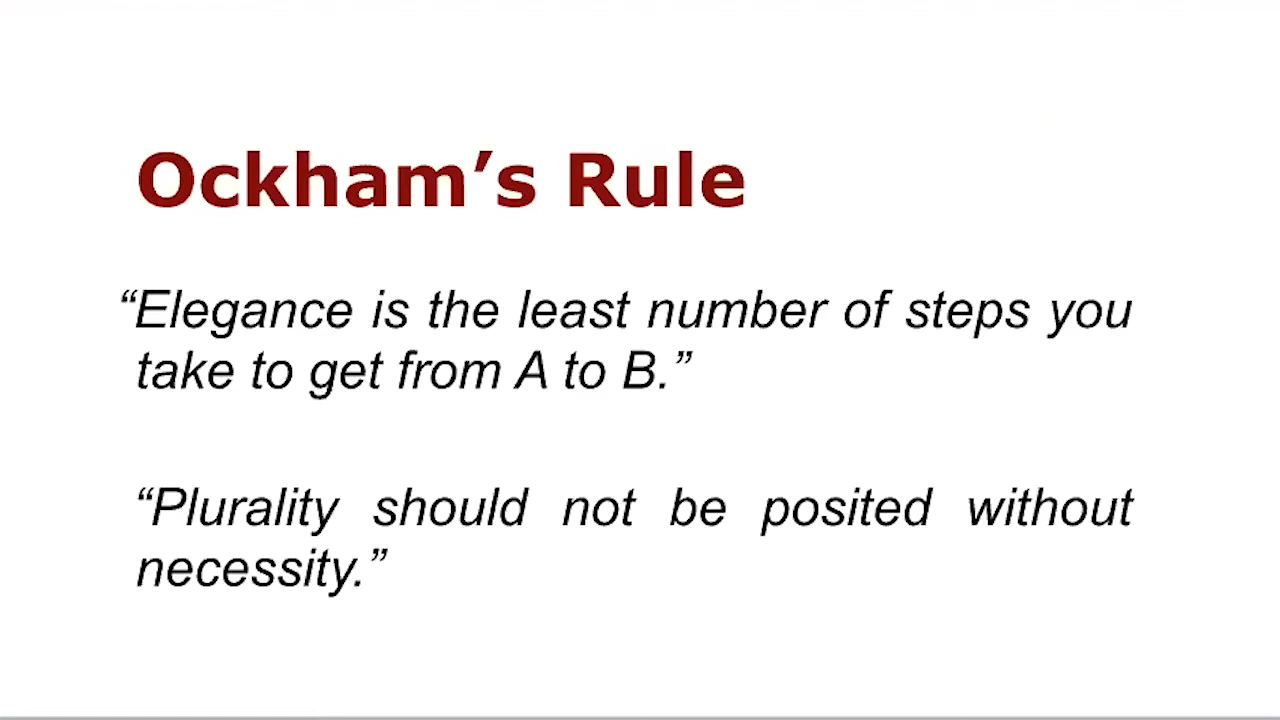 Ockham’s Rule
“Elegance is the least number of steps you
take to get from A to B.”
“Plurality should not be posited without
necessity.”